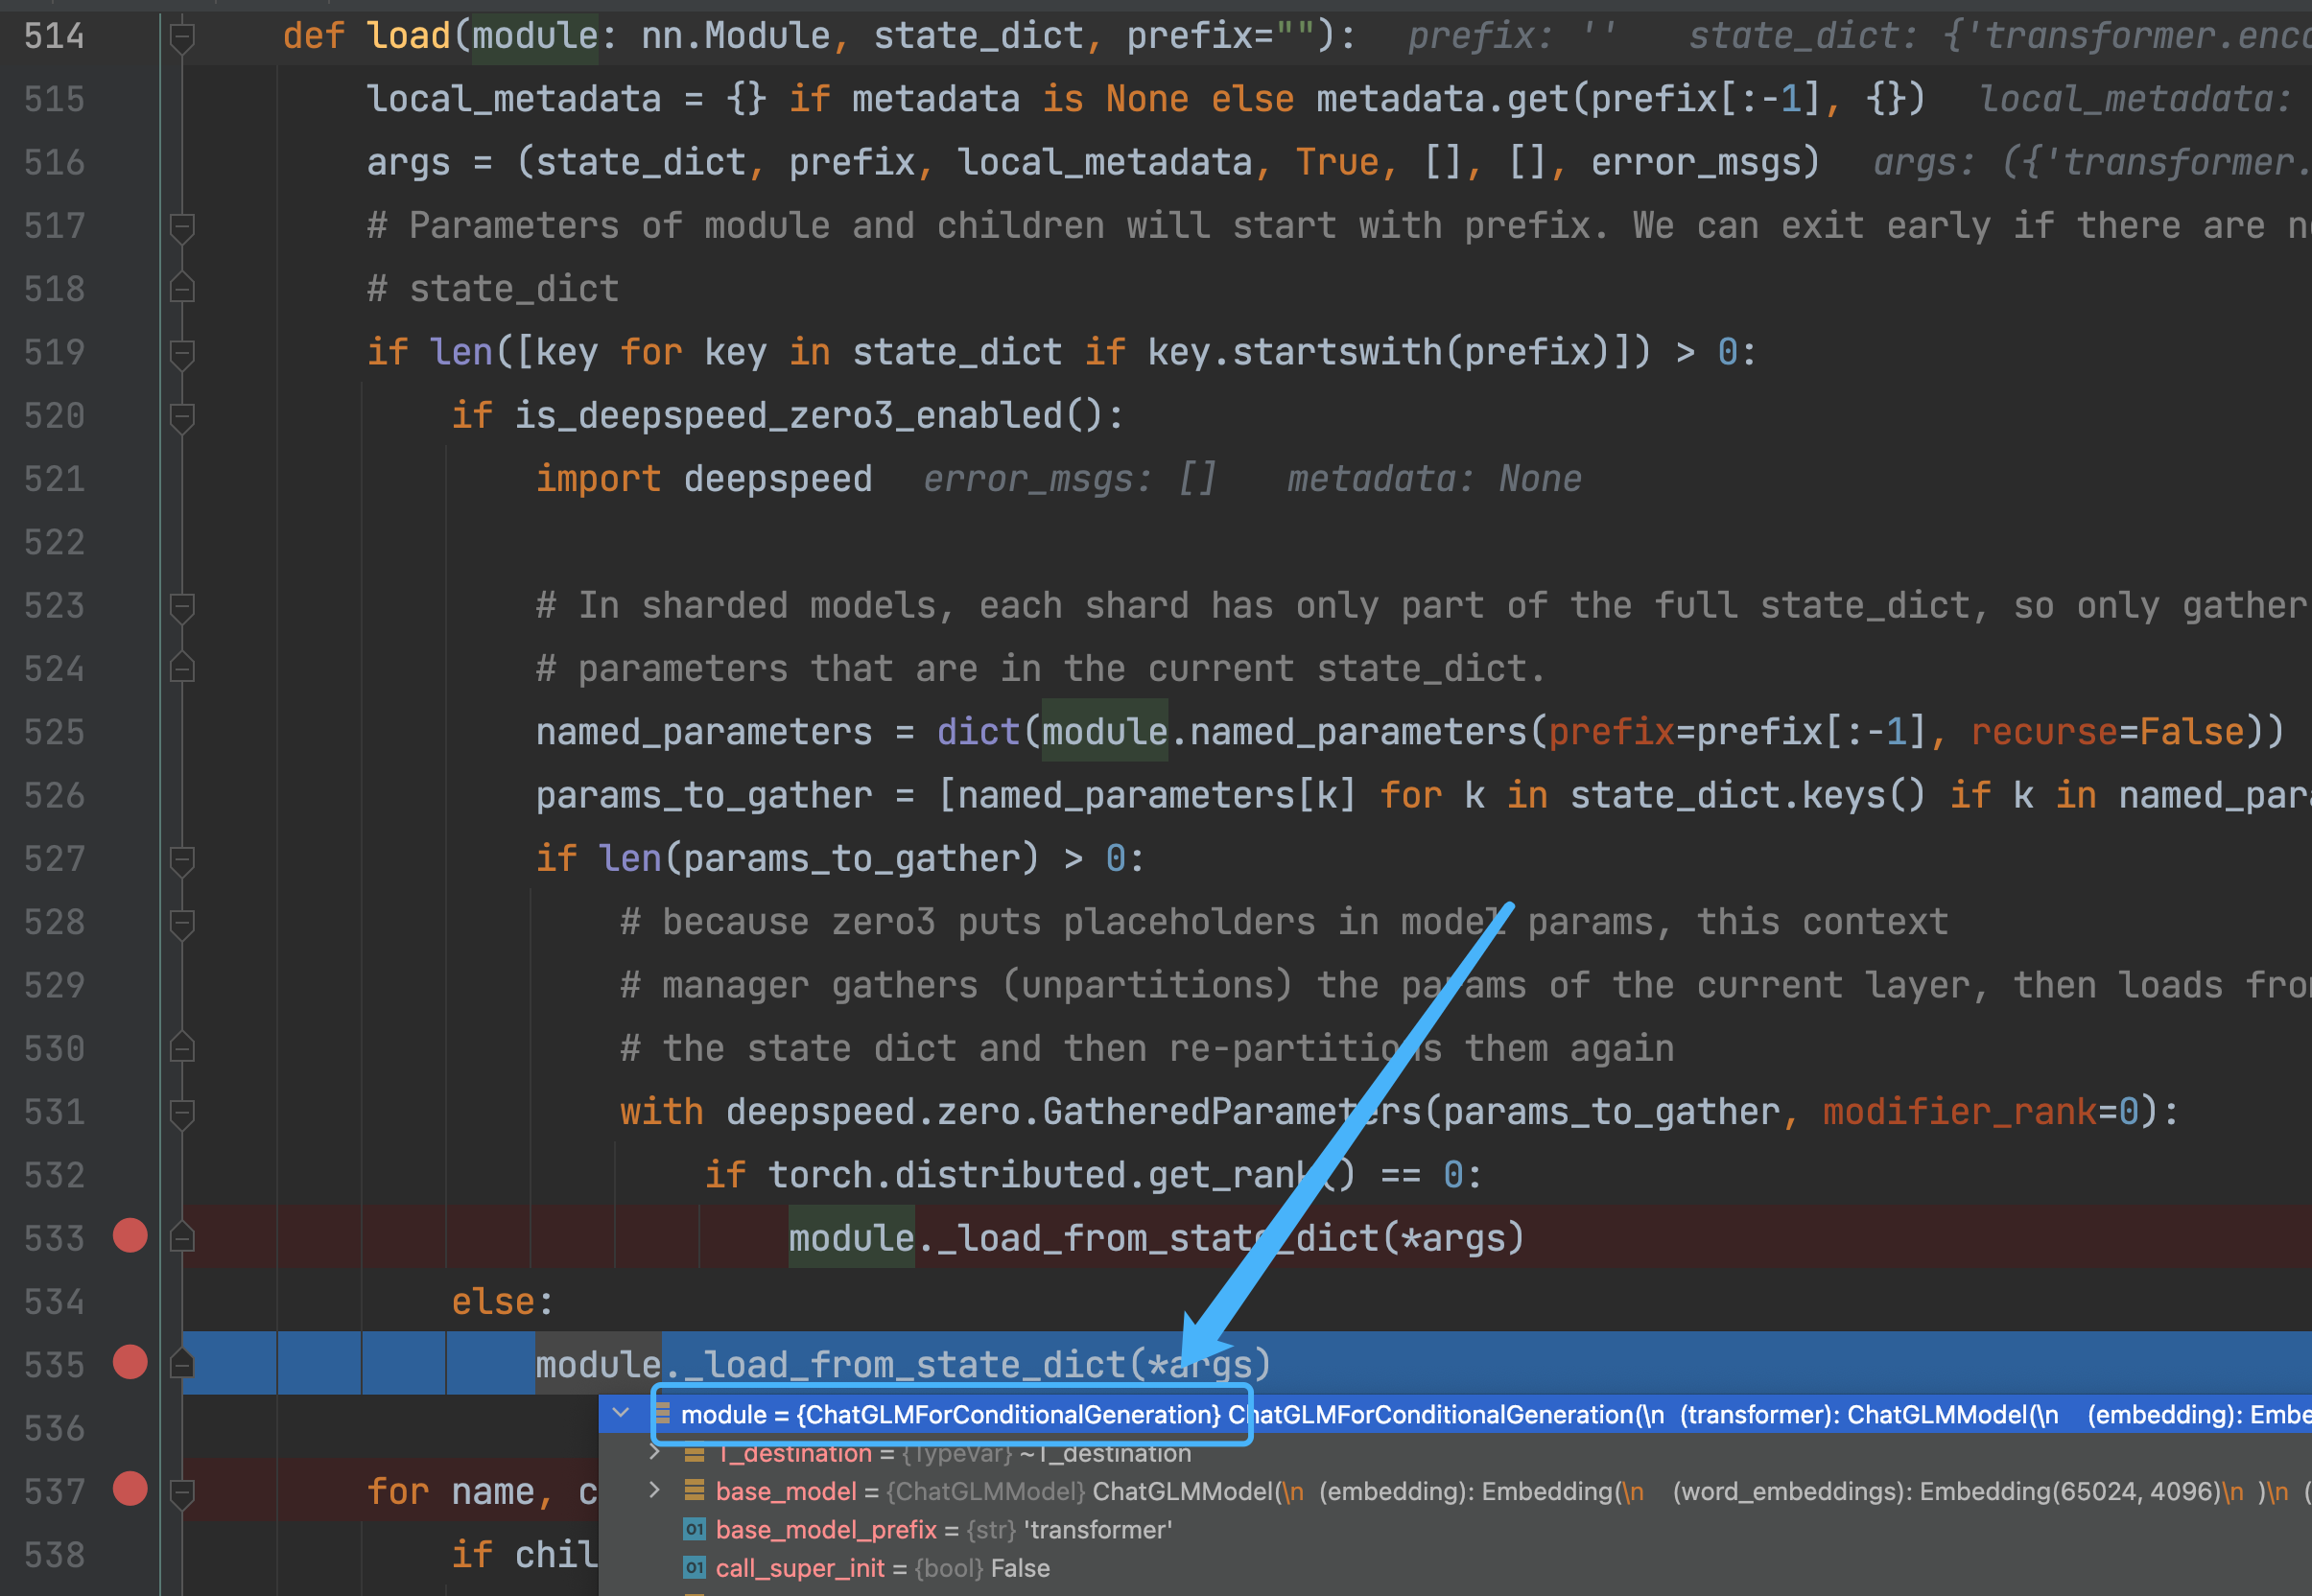 514 def load(module: nn.Module, state_dict, prefix=""): prefix: '' state_dict: {'transformer.enco
515 local_metadata = {} if metadata is None else metadata.get(prefix[:-1], {}) local_metadata:
516 args = (state_dict, prefix, local_metadata, True, [], [], error_msgs) args: ({'transformer.
517 # Parameters of module and children will start with prefix. We can exit early if there are no
518 # state_dict
519 if len([key for key in state_dict if key.startswith(prefix)]) > 0:
520 if is_deepspeed_zero3_enabled():
521 import deepspeed error_msgs: [] metadata: None
522
523 # In sharded models, each shard has only part of the full state_dict, so only gather
524 # parameters that are in the current state_dict.
525 named_parameters = dict(module.named_parameters(prefix=prefix[:-1], recurse=False))
526 params_to_gather = [named_parameters[k] for k in state_dict.keys() if k in named_para
527 if len(params_to_gather) > 0:
528 # because zero3 puts placeholders in model params, this context
529 # manager gathers (unpartitions) the params of the current layer, then loads from
530 # the state dict and then re-partitions them again
531 with deepspeed.zero.GatheredParameters(params_to_gather, modifier_rank=0):
532 if torch.distributed.get_rank() == 0:
533 module._load_from_state_dict(*args)
534 else:
535 module._load_from_state_dict(*args)
536 module = {ChatGLMForConditionalGeneration} ChatGLMForConditionalGeneration(\n (transformer): ChatGLMModel(\n (embedding): Embe
T_destination = {TypeVar} ~T_destination
537 for name, c
base_model = {ChatGLMModel} ChatGLMModel(\n (embedding): Embedding(\n (word_embeddings): Embedding(65024, 4096)\n )\n (
01 base_model_prefix = {str} 'transformer'
538 if chil
01 call_super_init = {bool} False